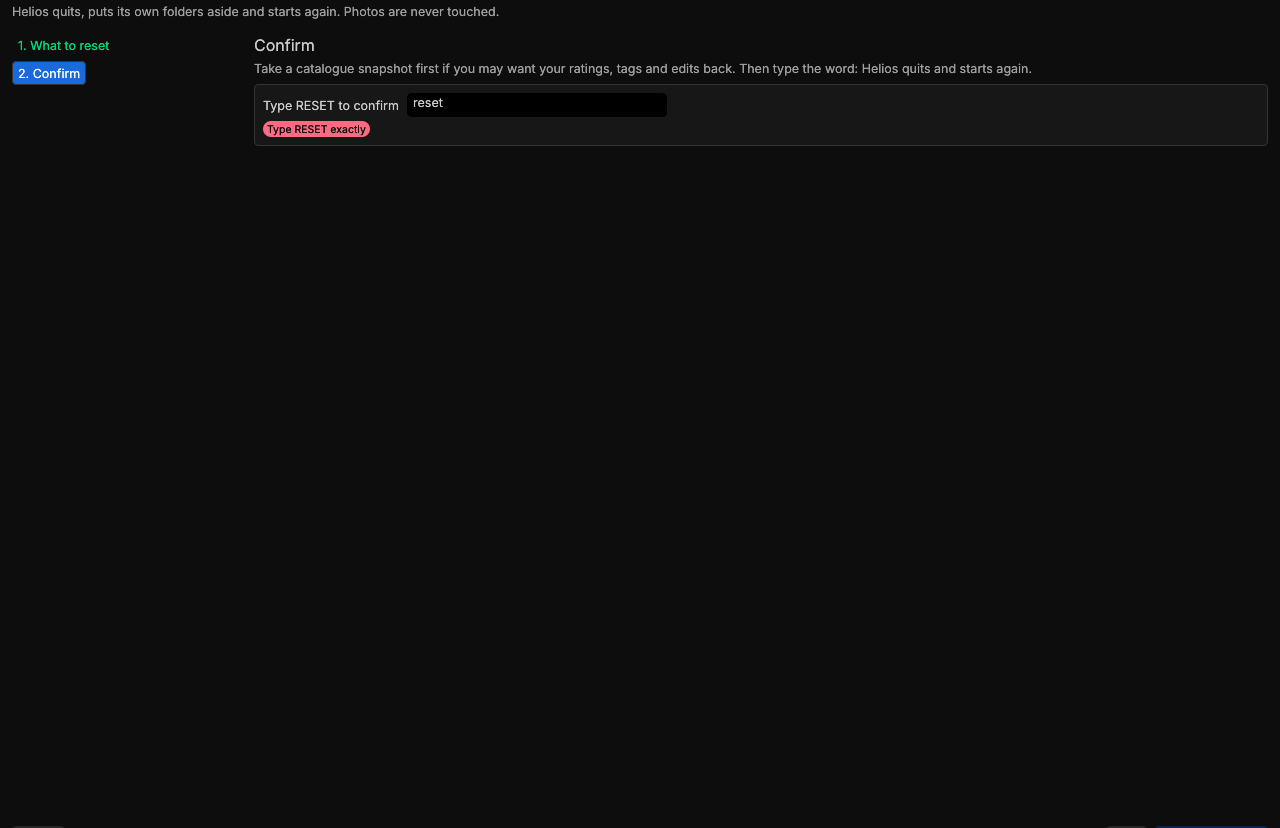 Helios quits, puts its own folders aside and starts again. Photos are never touched.
1. What to reset
2. Confirm
Confirm
Take a catalogue snapshot first if you may want your ratings, tags and edits back. Then type the word: Helios quits and starts again.
Type RESET to confirm reset
Type RESET exactly